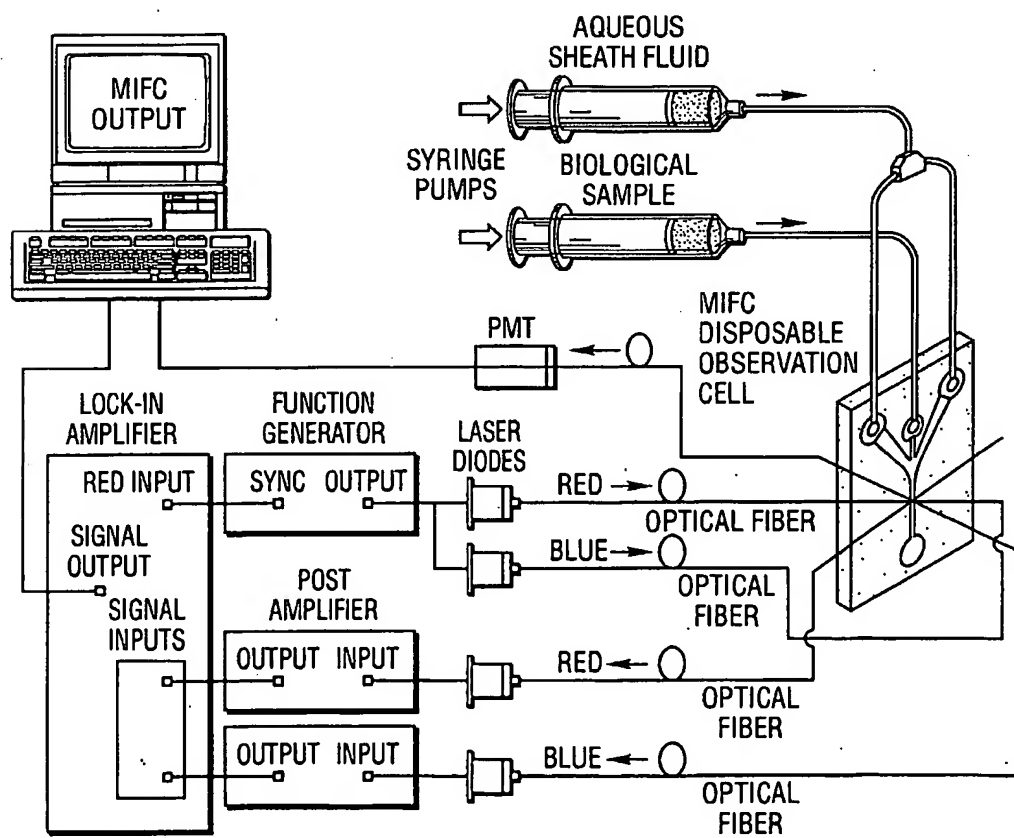 MIFC
OUTPUT
AQUEOUS
SHEATH FLUID
SYRINGE
PUMPS
BIOLOGICAL
SAMPLE
MIFC
DISPOSABLE
OBSERVATION
CELL
PMT
LOCK-IN
AMPLIFIER
FUNCTION
GENERATOR
LASER
DIODES
RED INPUT
SYNC OUTPUT
RED
OPTICAL FIBER
SIGNAL
OUTPUT
BLUE
OPTICAL
FIBER
POST
AMPLIFIER
SIGNAL
INPUTS
OUTPUT INPUT
RED
OPTICAL
FIBER
OUTPUT INPUT
BLUE
OPTICAL
FIBER